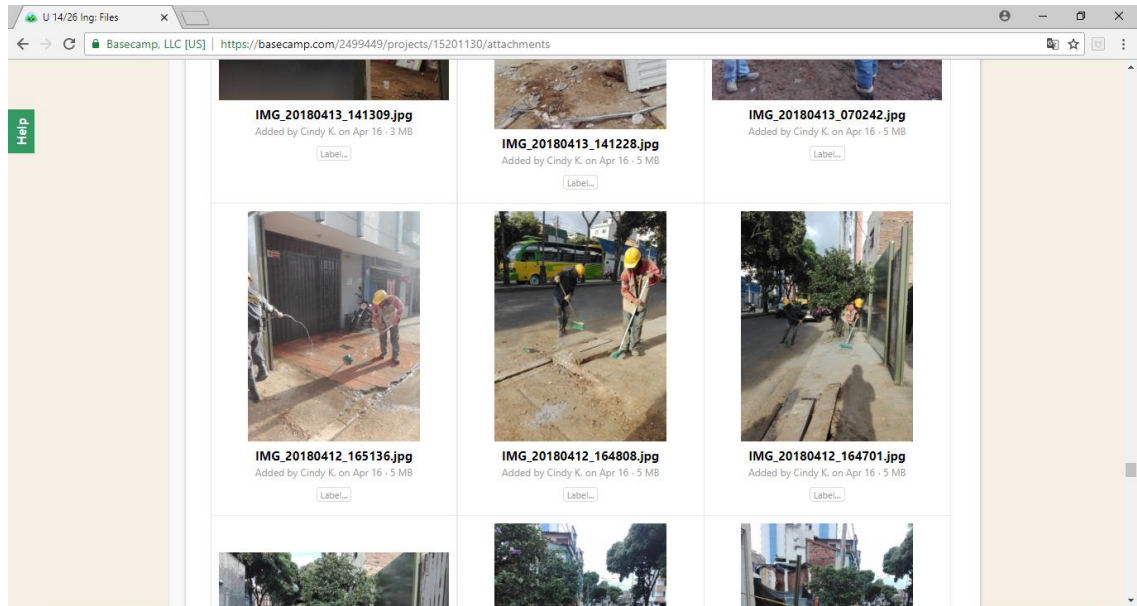 U 14/26 Ing: Files
Basecamp, LLC [US] https://basecamp.com/2499449/projects/15201130/attachments
Help
IMG_20180413_141309.jpg
Added by Cindy K. on Apr 16 · 3 MB
Label...
IMG_20180413_141228.jpg
Added by Cindy K. on Apr 16 · 5 MB
Label...
IMG_20180413_070242.jpg
Added by Cindy K. on Apr 16 · 5 MB
Label...
IMG_20180412_165136.jpg
Added by Cindy K. on Apr 16 · 5 MB
Label...
IMG_20180412_164808.jpg
Added by Cindy K. on Apr 16 · 5 MB
Label...
IMG_20180412_164701.jpg
Added by Cindy K. on Apr 16 · 5 MB
Label...